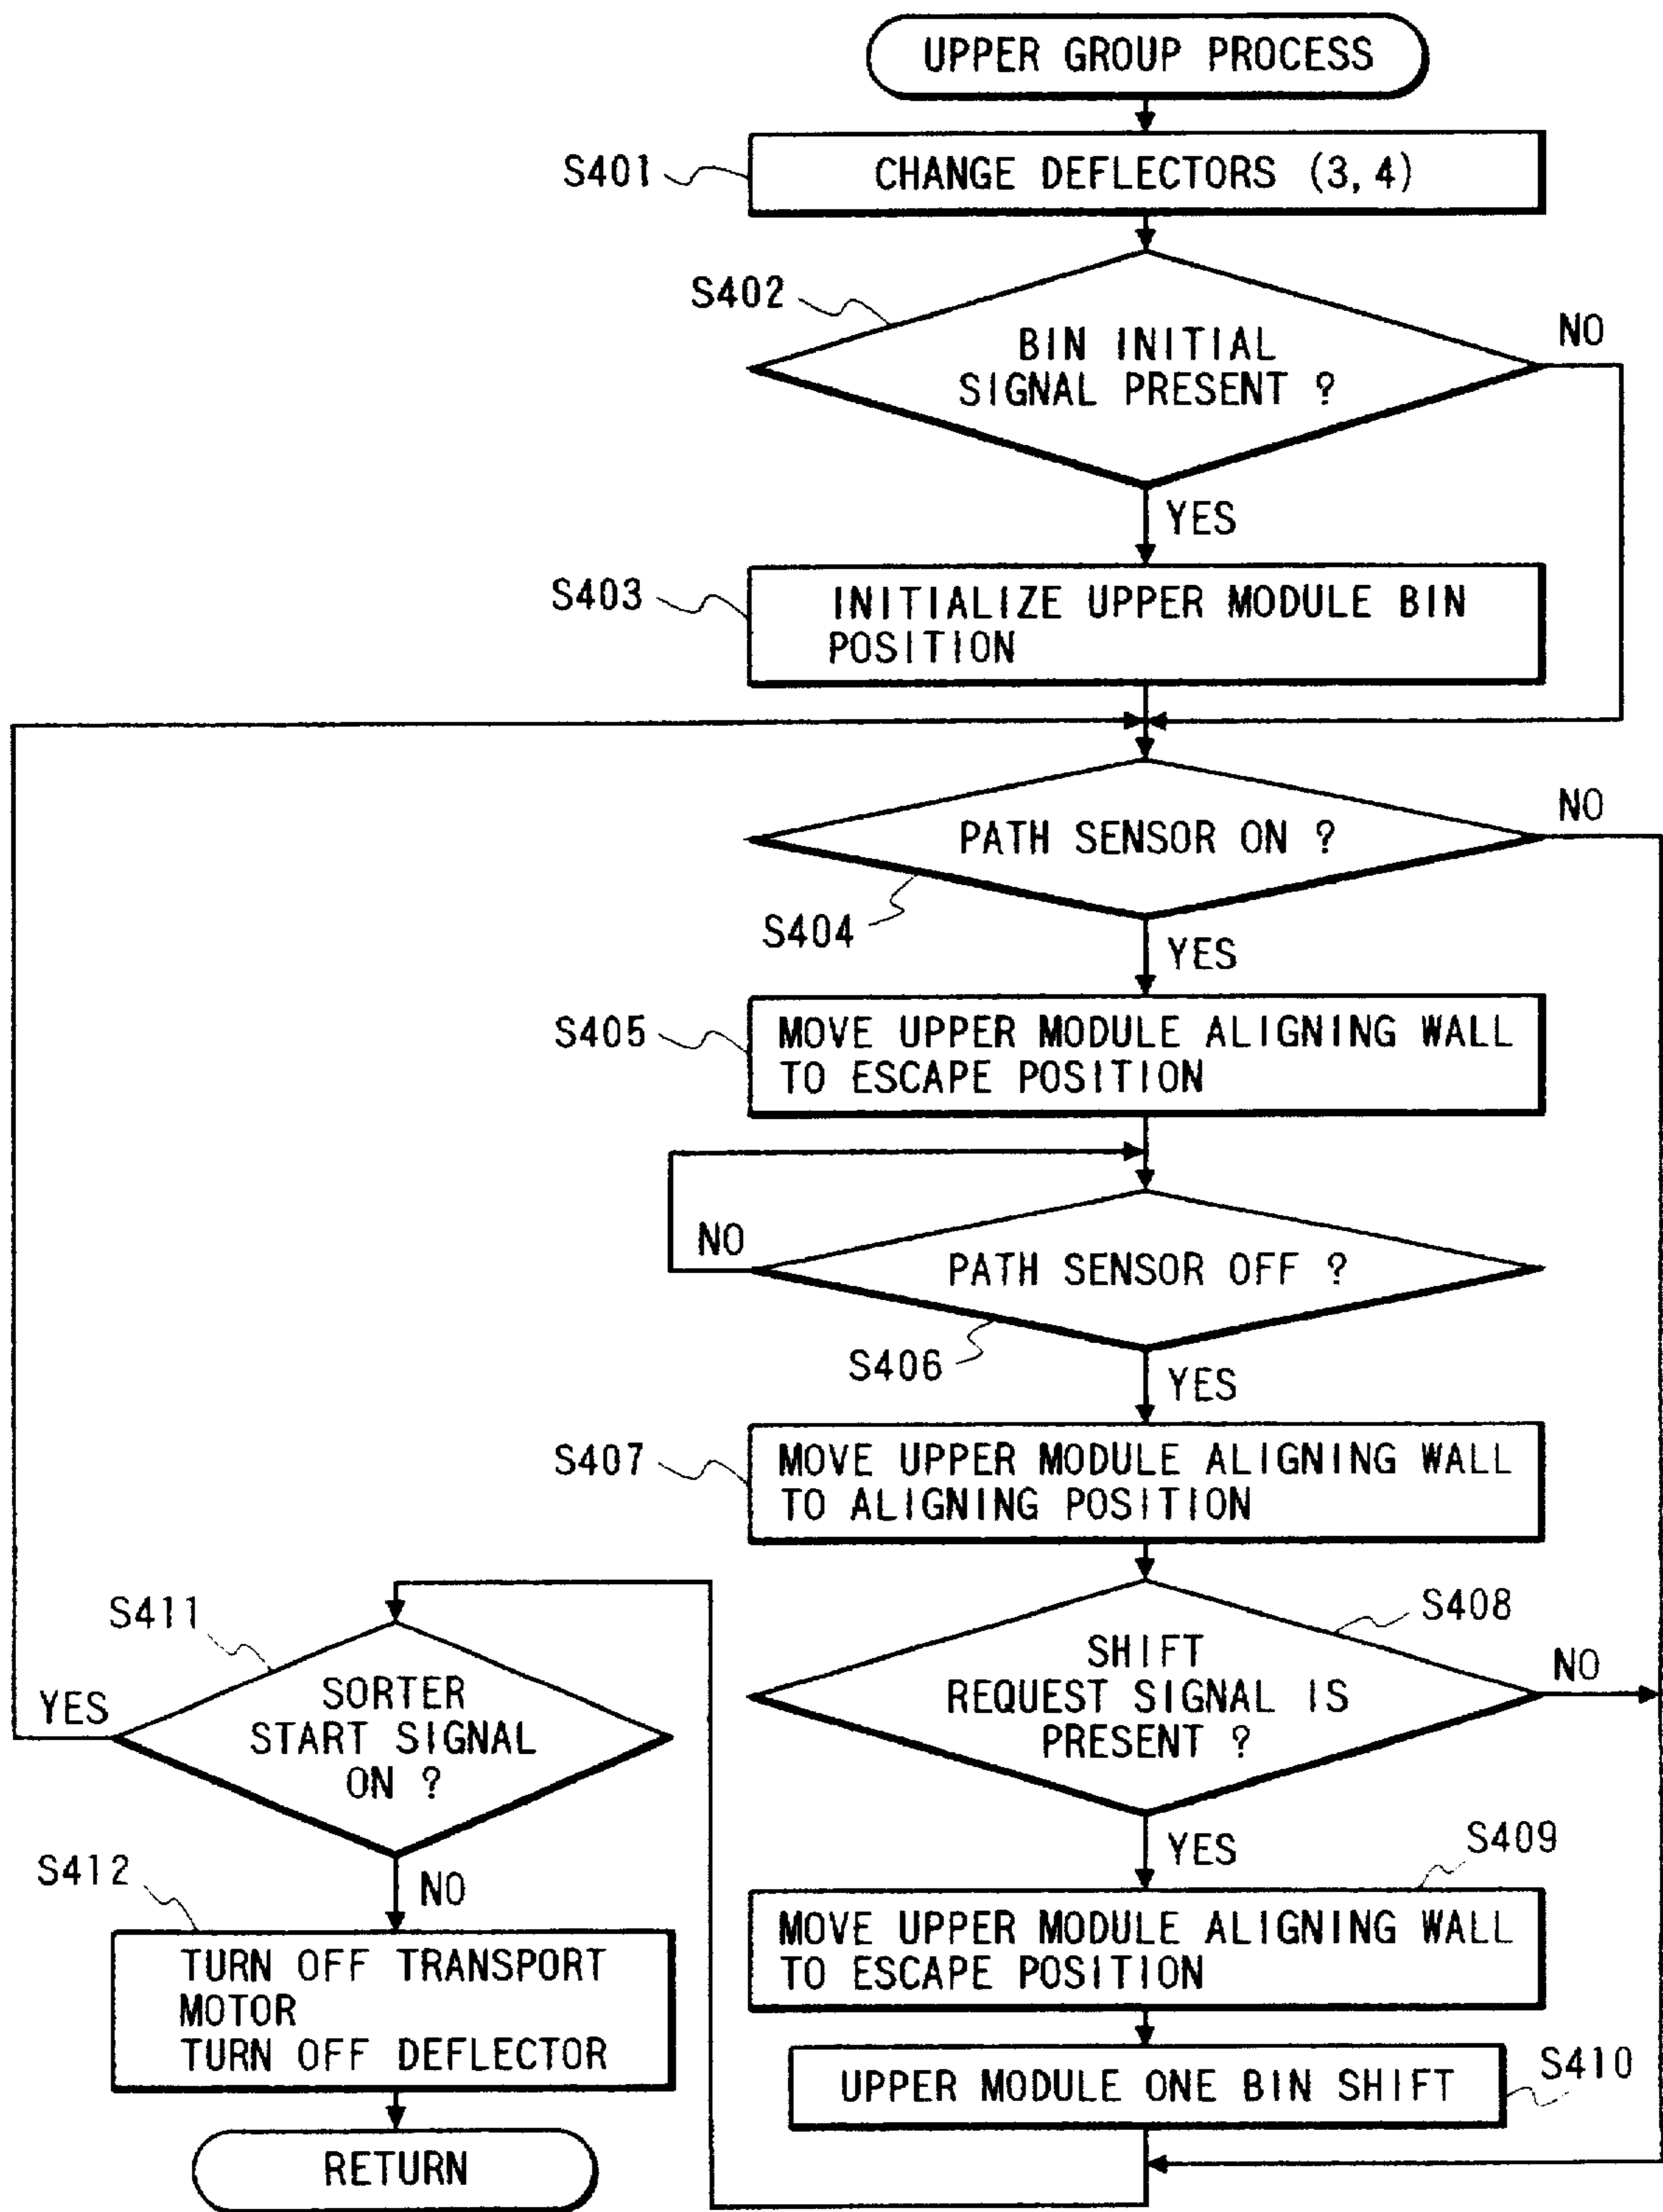 UPPER GROUP PROCESS
S401
CHANGE DEFLECTORS (3, 4)
S402
BIN INITIAL
SIGNAL PRESENT ?
NO
YES
S403
INITIALIZE UPPER MODULE BIN
POSITION
PATH SENSOR ON ?
NO
S404
YES
S405
MOVE UPPER MODULE ALIGNING WALL
TO ESCAPE POSITION
NO
PATH SENSOR OFF ?
S406
YES
S407
MOVE UPPER MODULE ALIGNING WALL
TO ALIGNING POSITION
S408
SHIFT
REQUEST SIGNAL IS
PRESENT ?
NO
YES
S409
MOVE UPPER MODULE ALIGNING WALL
TO ESCAPE POSITION
UPPER MODULE ONE BIN SHIFT
S410
S411
SORTER
START SIGNAL
ON ?
YES
NO
S412
TURN OFF TRANSPORT
MOTOR
TURN OFF DEFLECTOR
RETURN